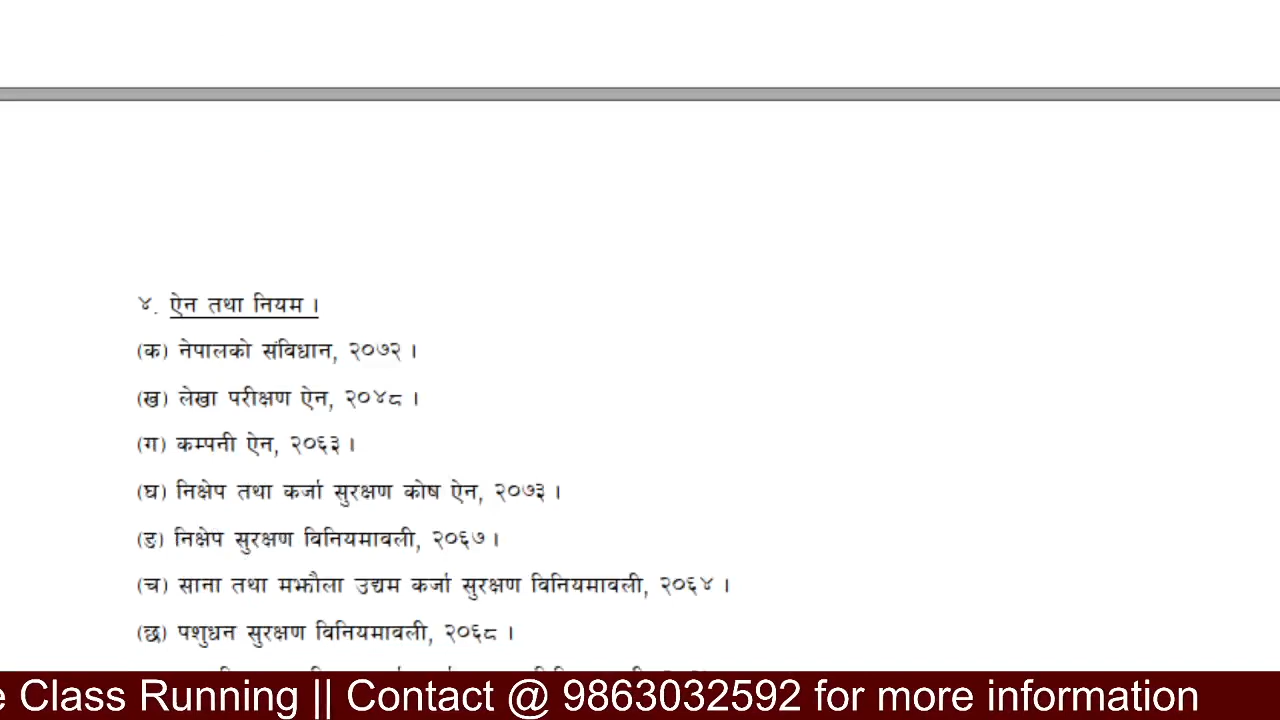 ४. ऐन तथा नियम ।
(क) नेपालको संविधान, २०७२ ।
(ख) लेखा परीक्षण ऐन, २०४८ ।
(ग) कम्पनी ऐन, २०६३ ।
(घ) निक्षेप तथा कर्जा सुरक्षण कोष ऐन, २०७३ ।
(ङ) निक्षेप सुरक्षण विनियमावली, २०६७ ।
(च) साना तथा मझौला उद्यम कर्जा सुरक्षण विनियमावली, २०६४ ।
(छ) पशुधन सुरक्षण विनियमावली, २०६८ ।
e Class Running || Contact @ 9863032592 for more information